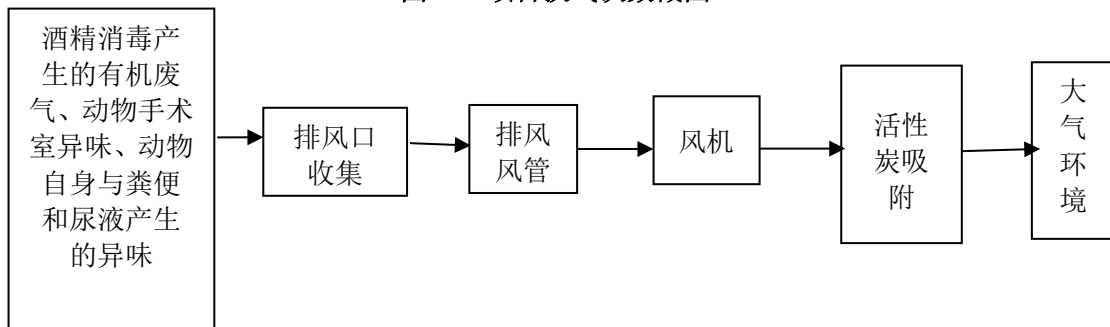 酒精消毒产
生的有机废
气、动物手术
室异味、动物
自身与粪便
和尿液产生
的异味
排风口
收集
排风
风管
风机
活性
炭吸
附
大
气
环
境